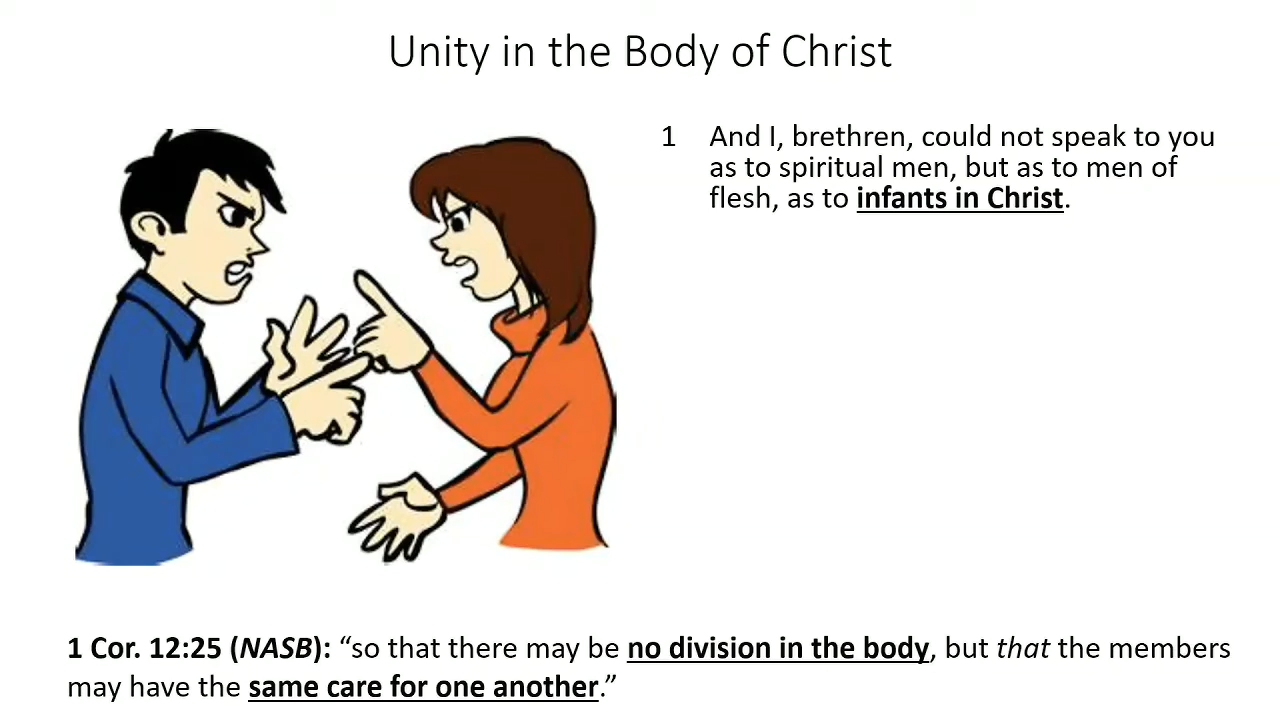 Unity in the Body of Christ
1 And I, brethren, could not speak to you
as to spiritual men, but as to men of
flesh, as to infants in Christ.
1 Cor. 12:25 (NASB): “so that there may be no division in the body, but that the members
may have the same care for one another.”